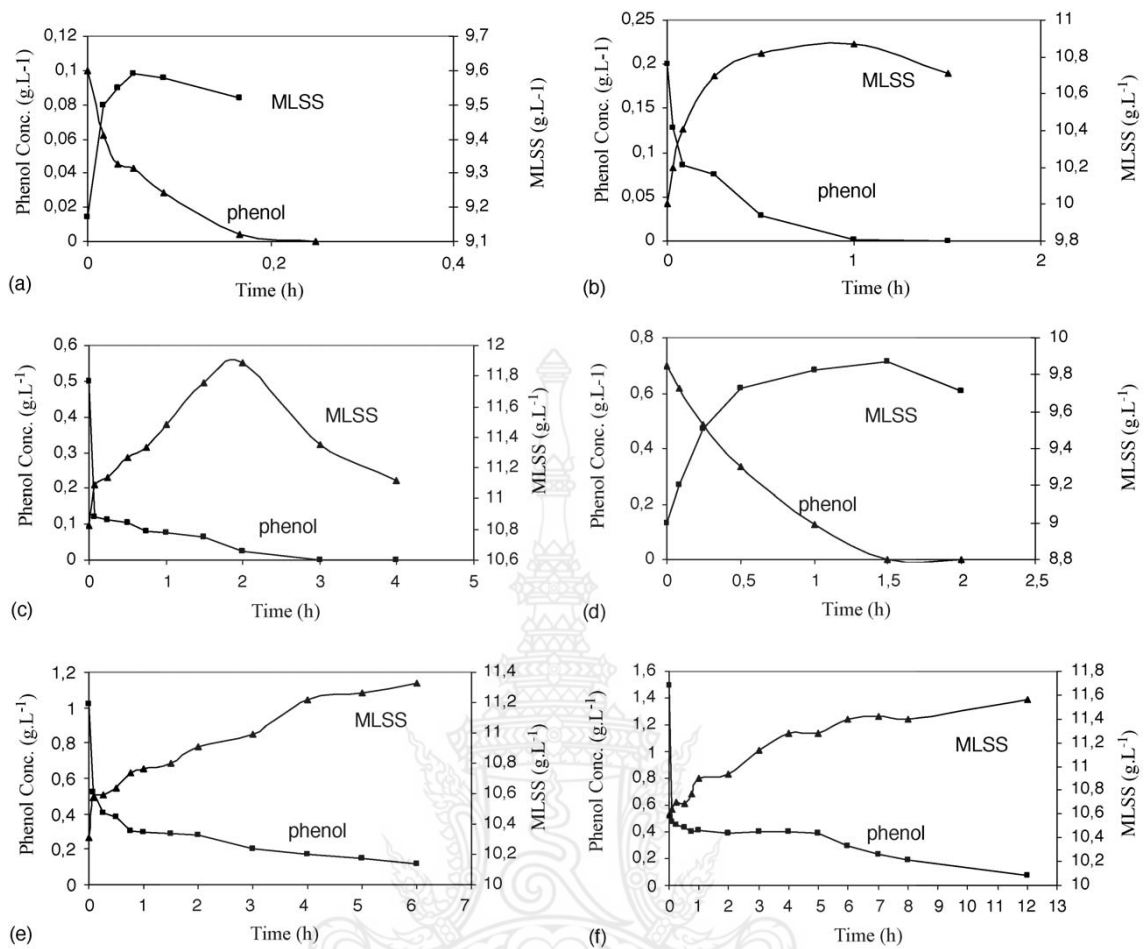 0,12
0,1
0,08
0,06
0,04
0,02
0
9,7
9,6
9,5
9,4
9,3
9,2
9,1
0
0,2
0,4
Phenol Conc. (g.L-1)
MLSS (g.L-1)
MLSS
phenol
Time (h)
(a)
0,25
0,2
0,15
0,1
0,05
0
11
10,8
10,6
10,4
10,2
10
9,8
0
1
2
Phenol Conc. (g.L-1)
MLSS (g.L-1)
MLSS
phenol
Time (h)
(b)
0,6
0,5
0,4
0,3
0,2
0,1
0
12
11,8
11,6
11,4
11,2
11
10,8
10,6
0 1 2 3 4 5
Phenol Conc. (g.L-1)
MLSS (g.L-1)
MLSS
phenol
Time (h)
(c)
0,8
0,6
0,4
0,2
0
10
9,8
9,6
9,4
9,2
9
8,8
0 0,5 1 1,5 2 2,5
Phenol Conc. (g.L-1)
MLSS (g.L-1)
MLSS
phenol
Time (h)
(d)
1,2
1
0,8
0,6
0,4
0,2
0
11,4
11,2
11
10,8
10,6
10,4
10,2
10
0 1 2 3 4 5 6 7
Phenol Conc. (g.L-1)
MLSS (g.L-1)
MLSS
phenol
Time (h)
(e)
1,6
1,4
1,2
1
0,8
0,6
0,4
0,2
0
11,8
11,6
11,4
11,2
11
10,8
10,6
10,4
10,2
10
0 1 2 3 4 5 6 7 8 9 10 11 12 13
Phenol Conc. (g.L-1)
MLSS (g.L-1)
MLSS
phenol
Time (h)
(f)